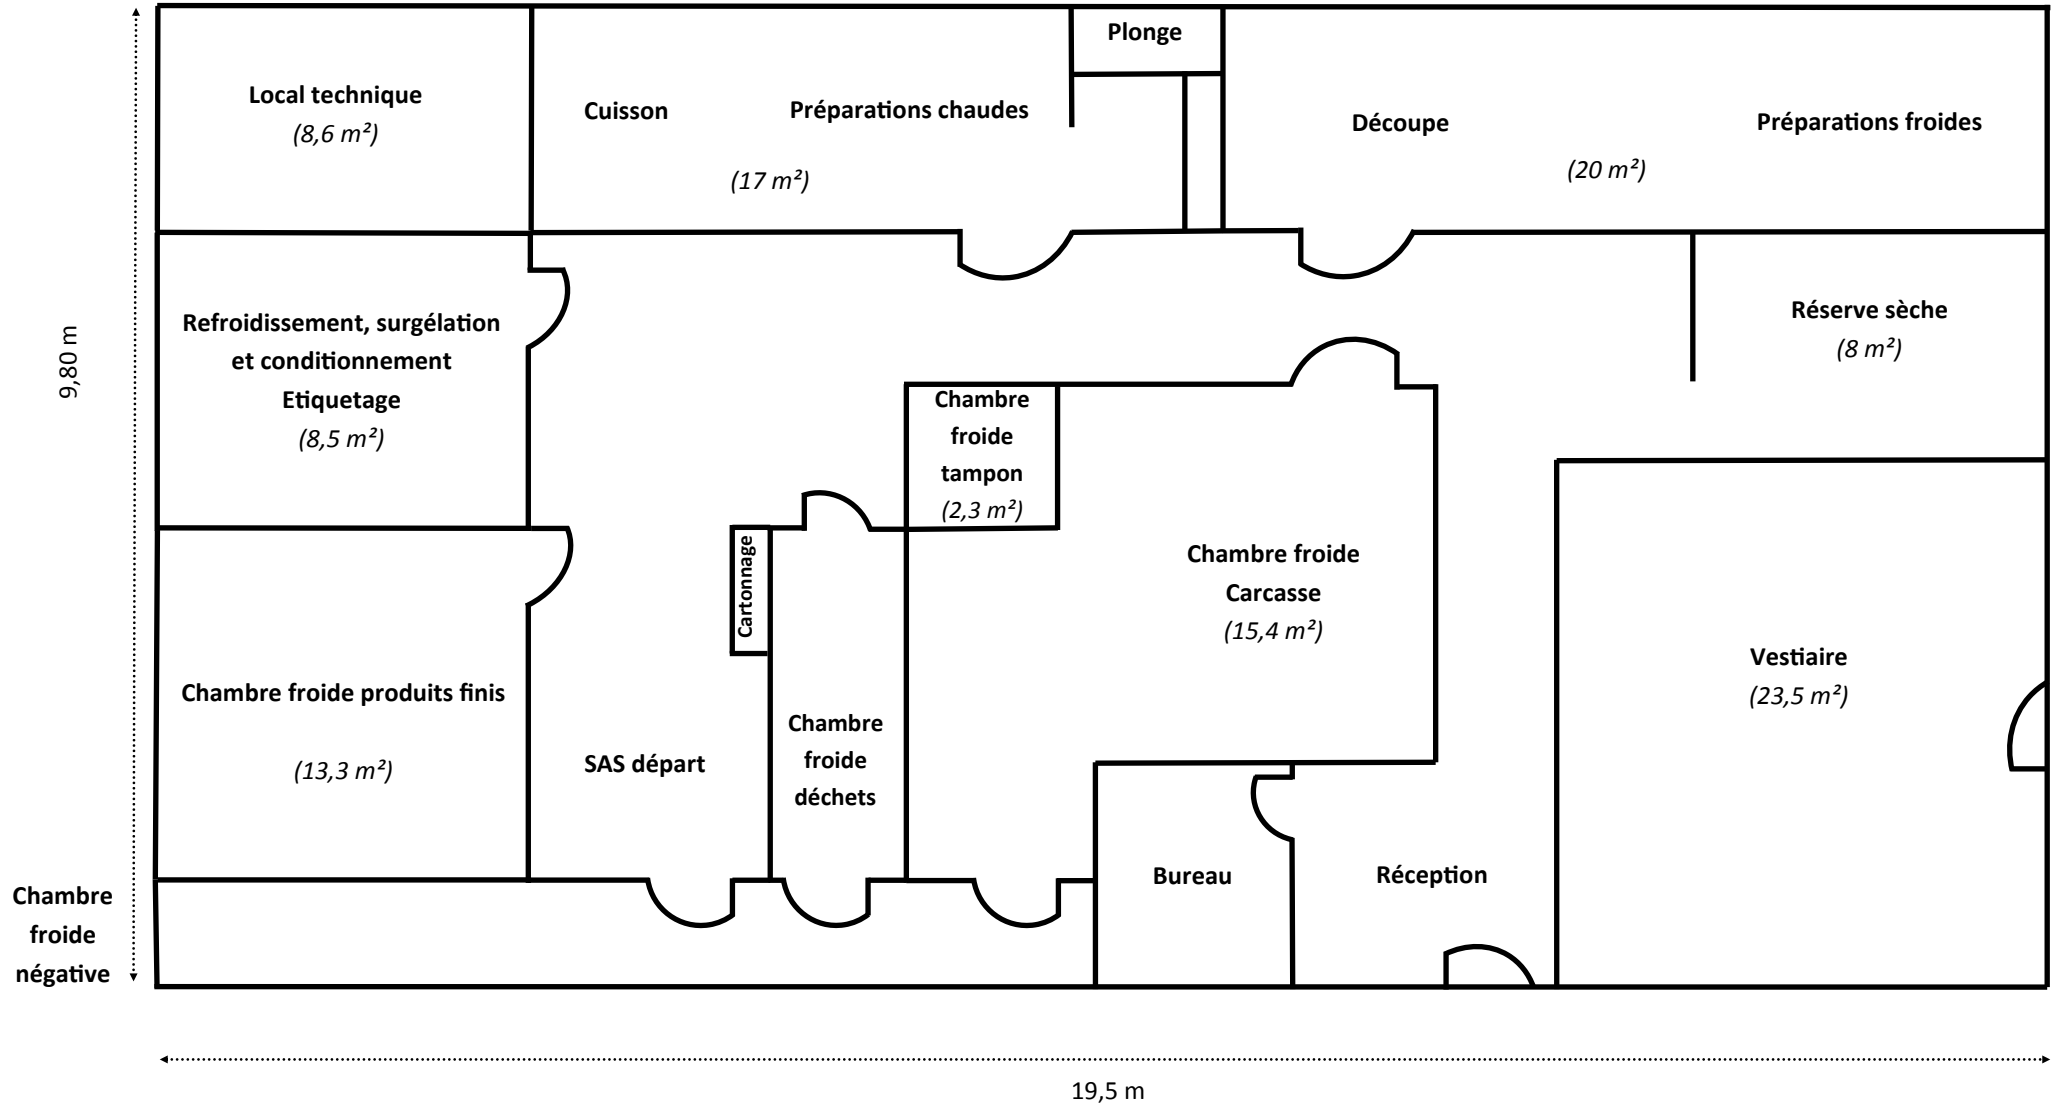 Plonge
Local technique
(8,6 m²)
Cuisson
Préparations chaudes
(17 m²)
Découpe
Préparations froides
(20 m²)
Refroidissement, surgélation
et conditionnement
Etiquetage
(8,5 m²)
Réserve sèche
(8 m²)
9,80 m
Chambre
froide
tampon
(2,3 m²)
Cartonnage
Chambre froide
Carcasse
(15,4 m²)
Vestiaire
(23,5 m²)
Chambre froide produits finis
(13,3 m²)
SAS départ
Chambre
froide
déchets
Bureau
Réception
Chambre
froide
négative
19,5 m